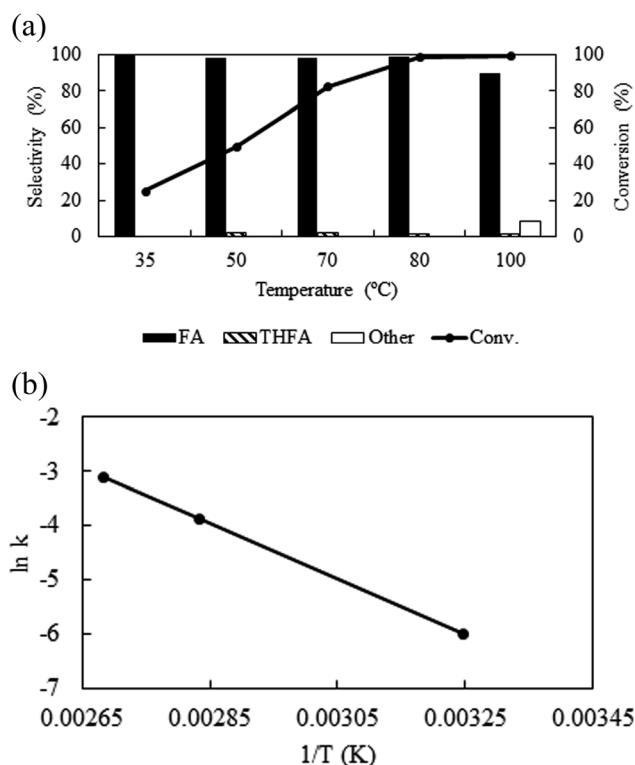 (a)
100 80 60 40 20 0
Selectivity (%)
100 80 60 40 20 0
Conversion (%)
35 50 70 80 100
Temperature (ºC)
FA THFA Other Conv.
(b)
-2
-3
-4
-5
-6
-7
ln k
0.00265 0.00285 0.00305 0.00325 0.00345
1/T (K)